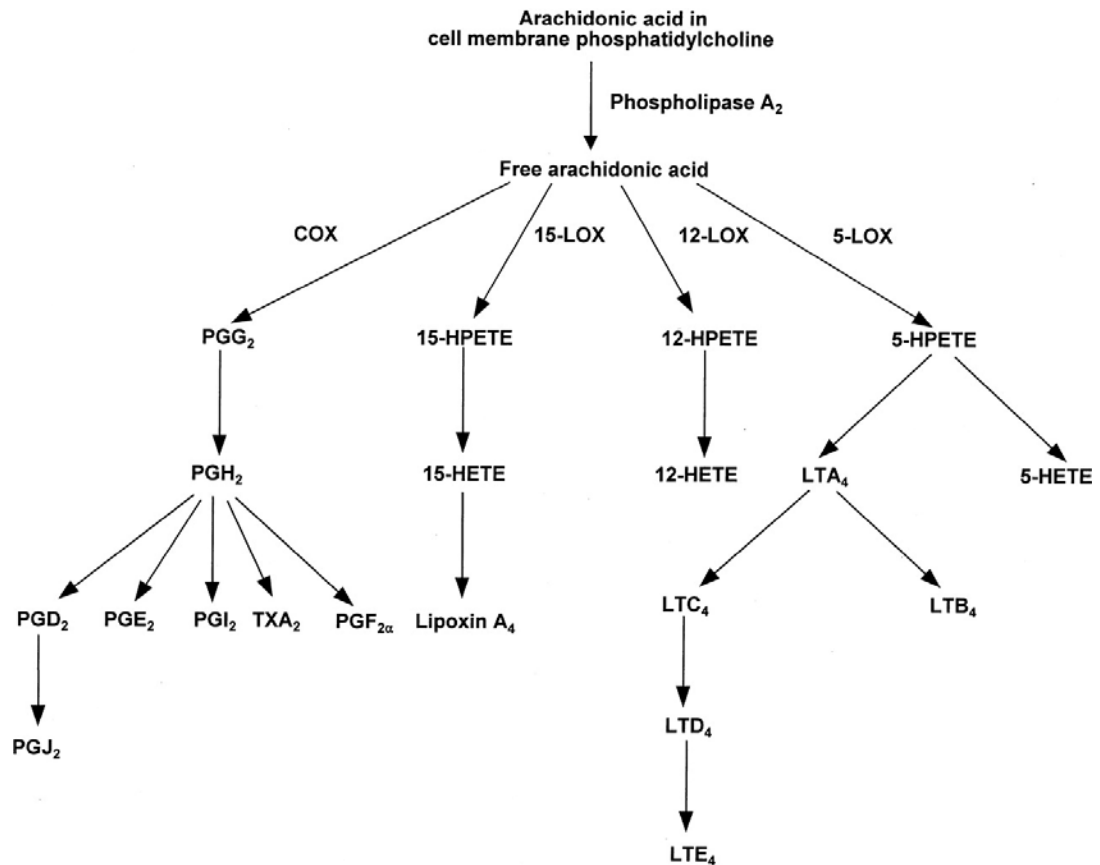 Arachidonic acid in
cell membrane phosphatidylcholine
Phospholipase A₂
Free arachidonic acid
COX 15-LOX 12-LOX 5-LOX
PGG₂ 15-HPETE 12-HPETE 5-HPETE
PGH₂ 15-HETE 12-HETE LTA₄ 5-HETE
PGD₂ PGE₂ PGI₂ TXA₂ PGF₂α Lipoxin A₄ LTC₄ LTB₄
LTD₄
PGJ₂
LTE₄